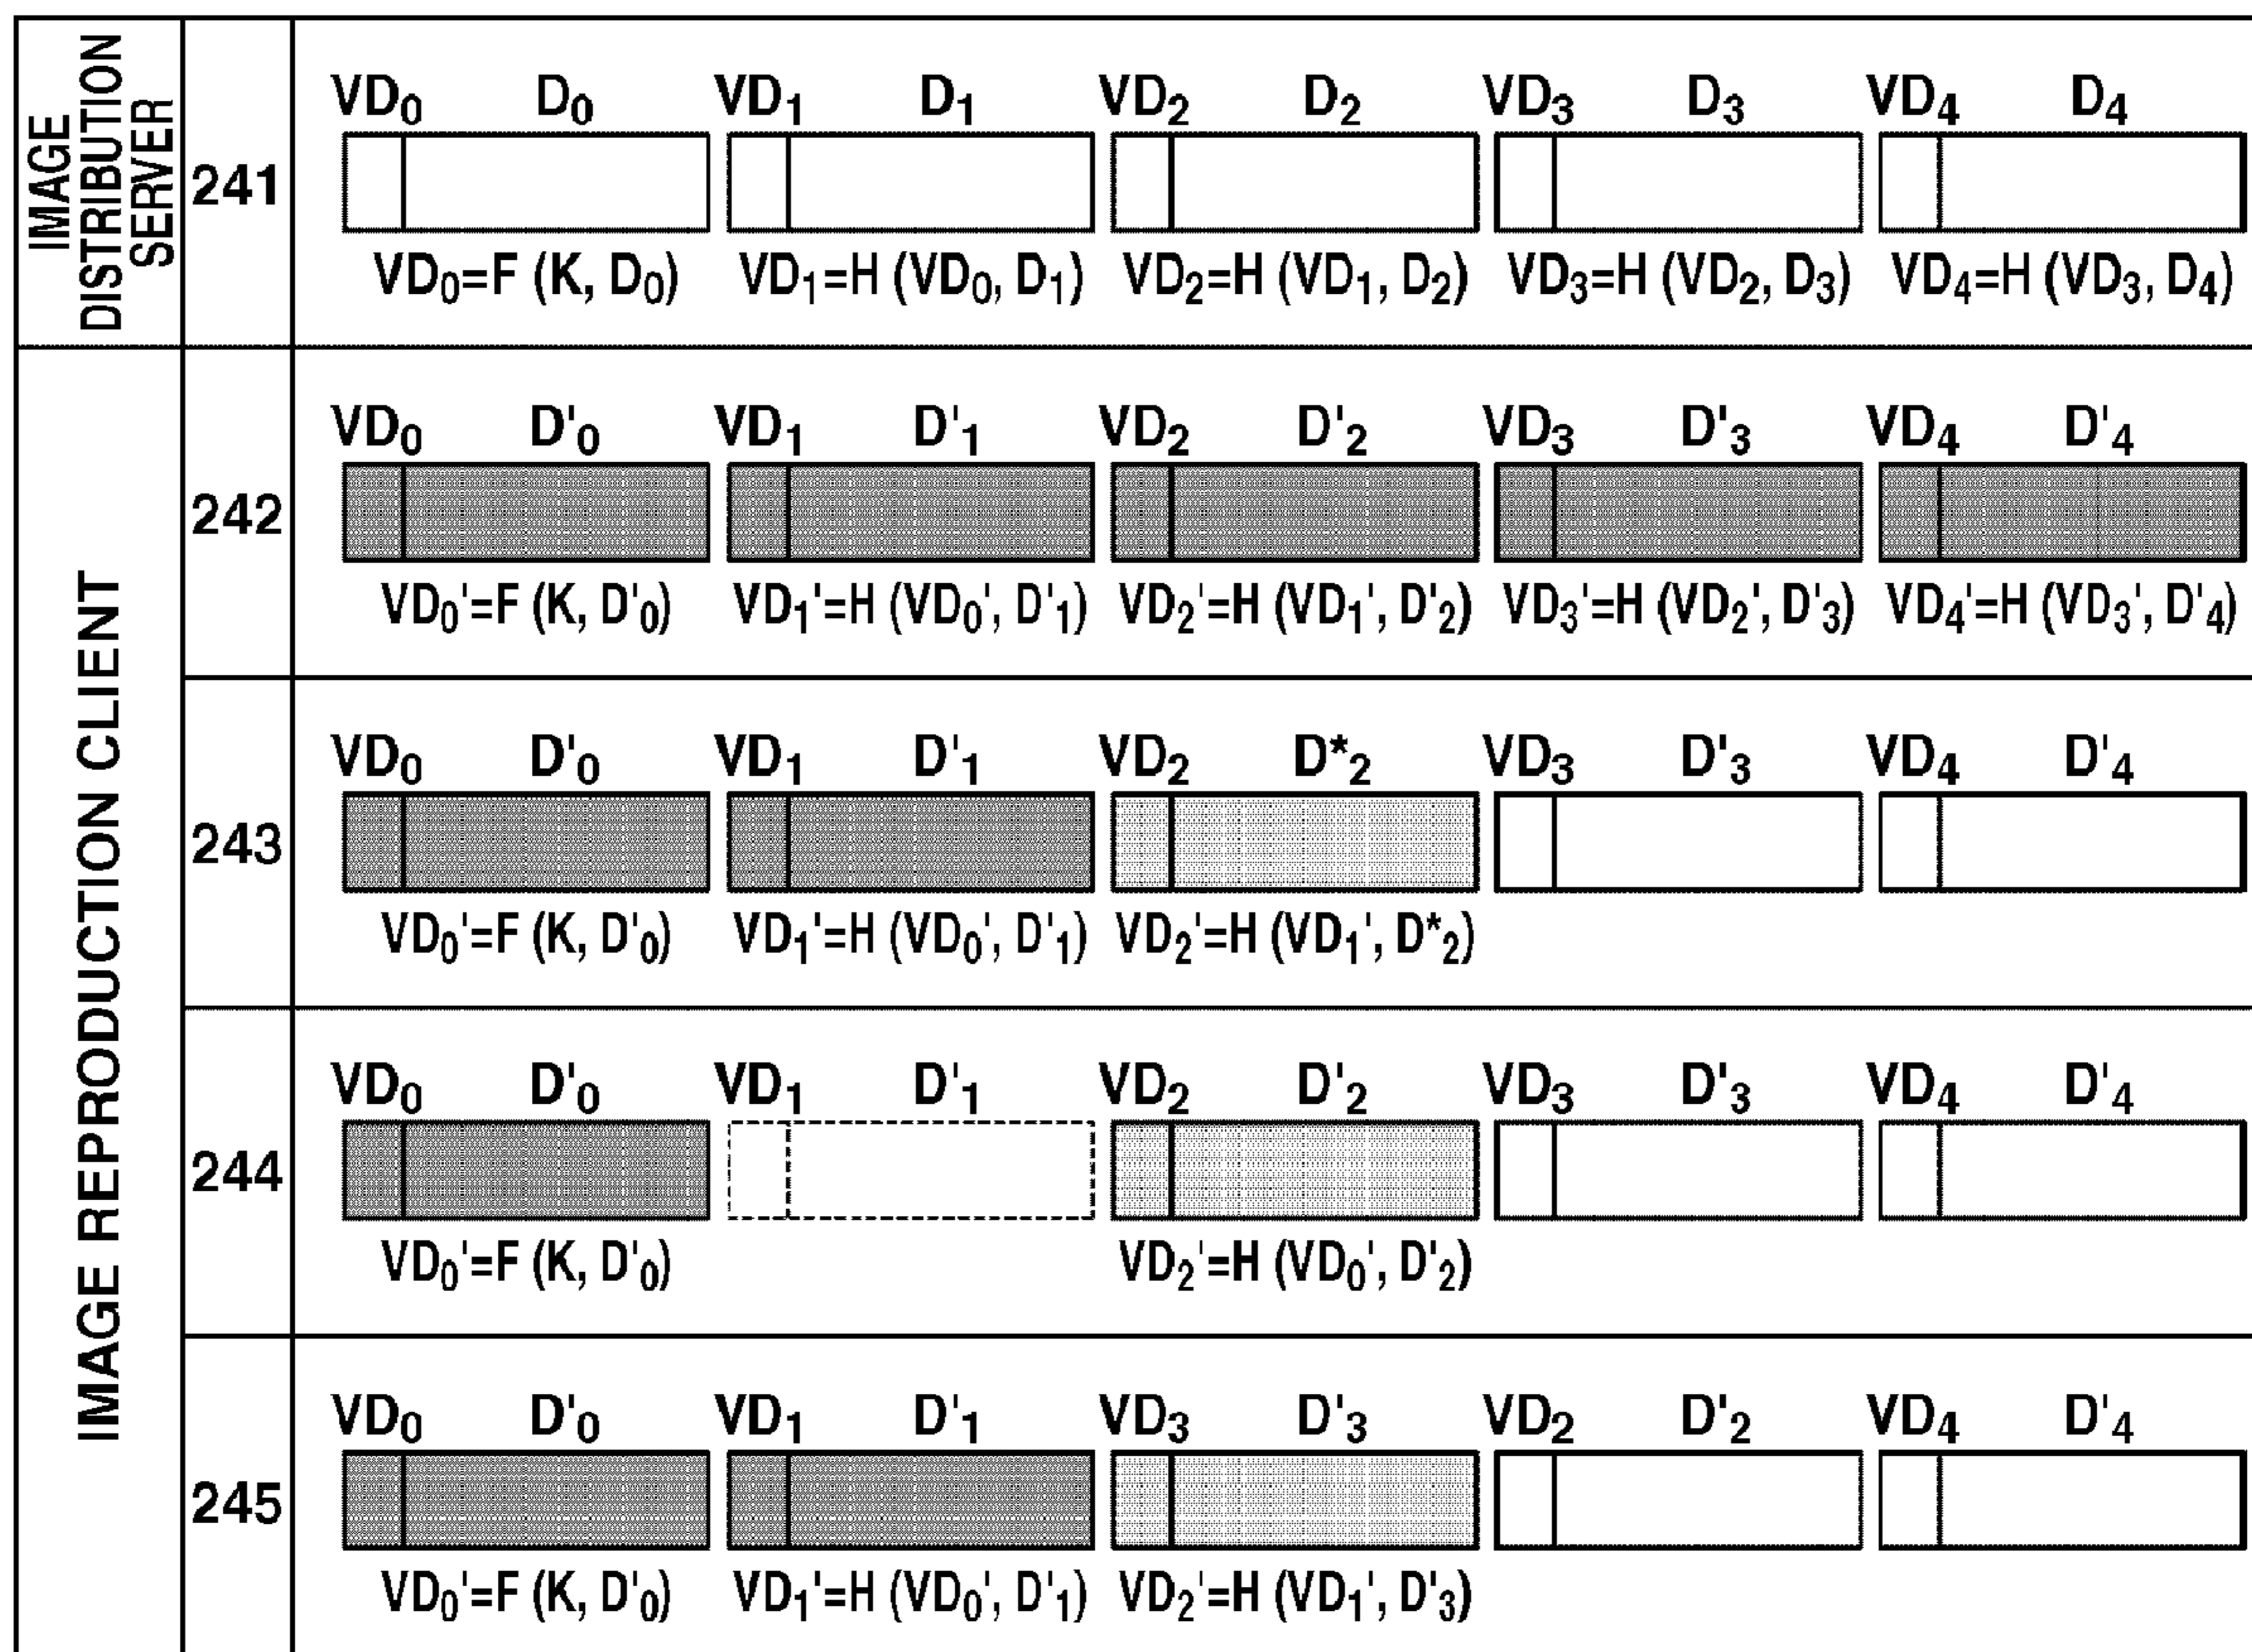 IMAGE
DISTRIBUTION
SERVER
241
VD₀ D₀ VD₁ D₁ VD₂ D₂ VD₃ D₃ VD₄ D₄
VD₀=F (K, D₀) VD₁=H (VD₀, D₁) VD₂=H (VD₁, D₂) VD₃=H (VD₂, D₃) VD₄=H (VD₃, D₄)
IMAGE REPRODUCTION CLIENT
242
VD₀ D'₀ VD₁ D'₁ VD₂ D'₂ VD₃ D'₃ VD₄ D'₄
VD₀'=F (K, D'₀) VD₁'=H (VD₀', D'₁) VD₂'=H (VD₁', D'₂) VD₃'=H (VD₂', D'₃) VD₄'=H (VD₃', D'₄)
243
VD₀ D'₀ VD₁ D'₁ VD₂ D*₂ VD₃ D'₃ VD₄ D'₄
VD₀'=F (K, D'₀) VD₁'=H (VD₀', D'₁) VD₂'=H (VD₁', D*₂)
244
VD₀ D'₀ VD₁ D'₁ VD₂ D'₂ VD₃ D'₃ VD₄ D'₄
VD₀'=F (K, D'₀) VD₂'=H (VD₀', D'₂)
245
VD₀ D'₀ VD₁ D'₁ VD₃ D'₃ VD₂ D'₂ VD₄ D'₄
VD₀'=F (K, D'₀) VD₁'=H (VD₀', D'₁) VD₂'=H (VD₁', D'₃)